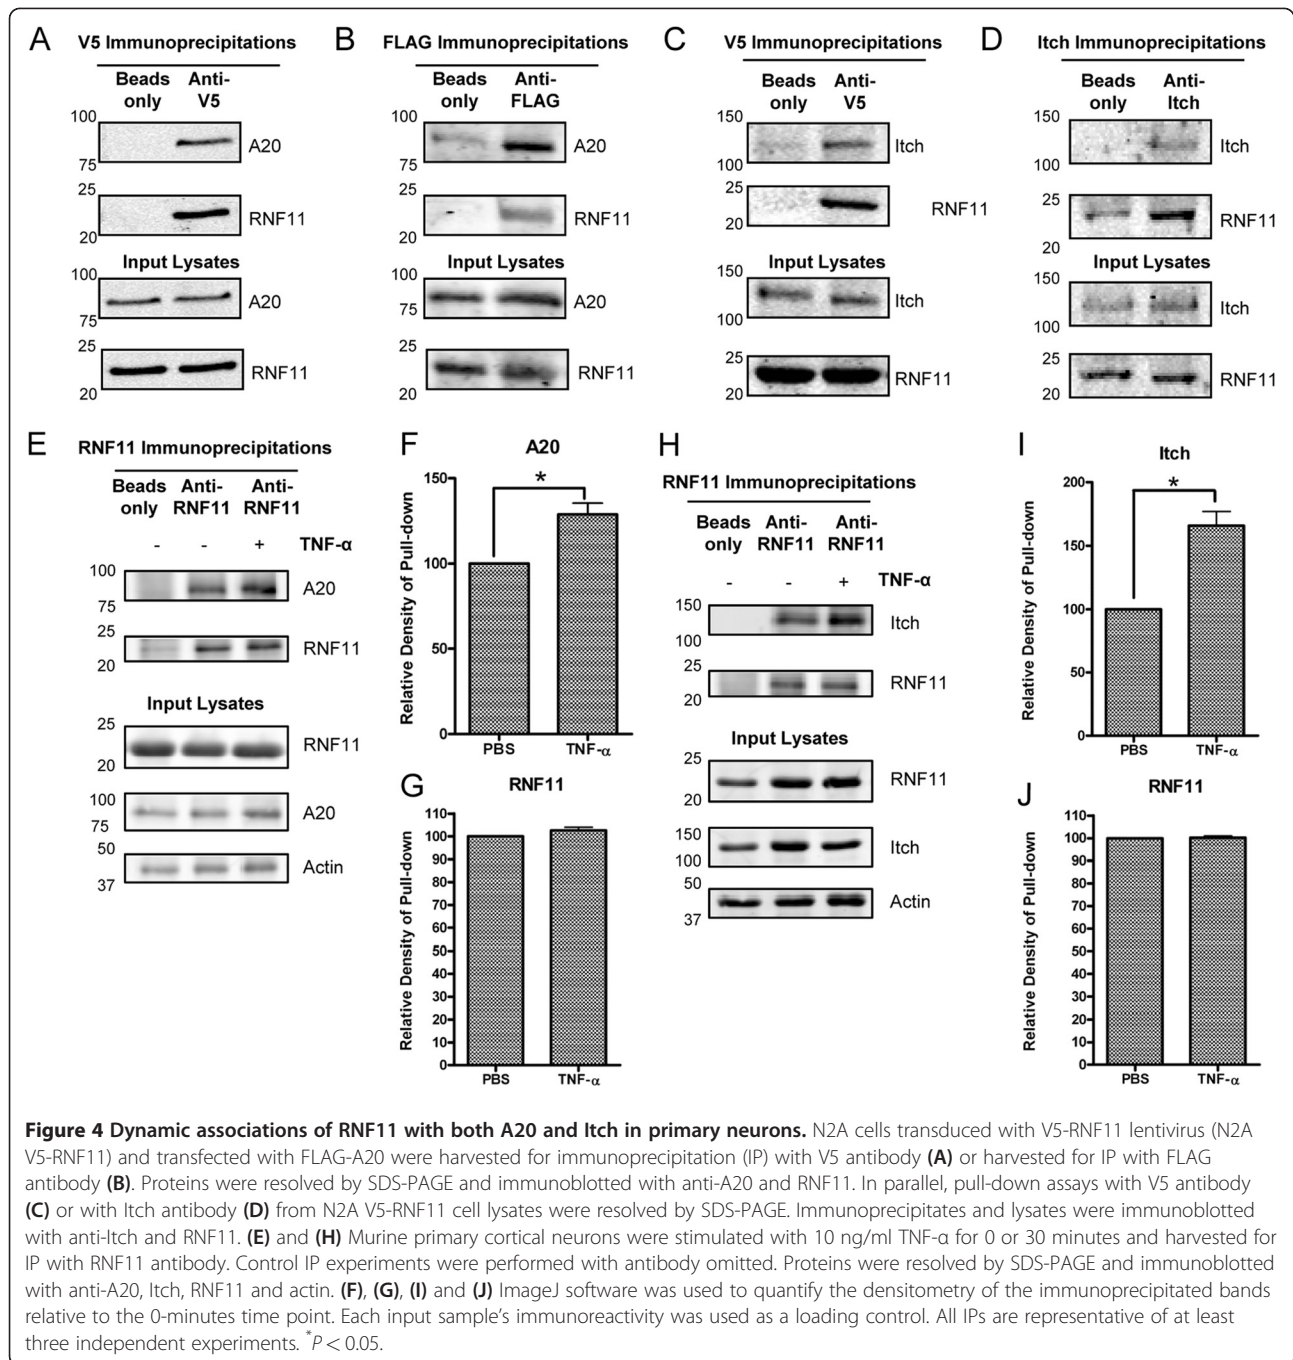 A V5 Immunoprecipitations
Beads only Anti-V5
100
75
A20
25
20
RNF11
Input Lysates
100
75
A20
25
20
RNF11
B FLAG Immunoprecipitations
Beads only Anti-FLAG
100
75
A20
25
20
RNF11
Input Lysates
100
75
A20
25
20
RNF11
C V5 Immunoprecipitations
Beads only Anti-V5
150
100
Itch
25
20
RNF11
Input Lysates
150
100
Itch
25
20
RNF11
D Itch Immunoprecipitations
Beads only Anti-Itch
150
100
Itch
25
20
RNF11
Input Lysates
150
100
Itch
25
20
RNF11
E RNF11 Immunoprecipitations
Beads only Anti-RNF11 Anti-RNF11
- - + TNF-α
100
75
A20
25
20
RNF11
Input Lysates
25
20
RNF11
100
75
A20
50
37
Actin
F A20
Relative Density of Pull-down
150
100
50
0
*
PBS TNF-α
G RNF11
Relative Density of Pull-down
110
100
90
80
70
60
50
40
30
20
10
0
PBS TNF-α
H RNF11 Immunoprecipitations
Beads only Anti-RNF11 Anti-RNF11
- - + TNF-α
150
100
Itch
25
20
RNF11
Input Lysates
25
20
RNF11
150
100
Itch
50
37
Actin
I Itch
Relative Density of Pull-down
200
150
100
50
0
*
PBS TNF-α
J RNF11
Relative Density of Pull-down
110
100
90
80
70
60
50
40
30
20
10
0
PBS TNF-α
Figure 4 Dynamic associations of RNF11 with both A20 and Itch in primary neurons. N2A cells transduced with V5-RNF11 lentivirus (N2A
V5-RNF11) and transfected with FLAG-A20 were harvested for immunoprecipitation (IP) with V5 antibody (A) or harvested for IP with FLAG
antibody (B). Proteins were resolved by SDS-PAGE and immunoblotted with anti-A20 and RNF11. In parallel, pull-down assays with V5 antibody
(C) or with Itch antibody (D) from N2A V5-RNF11 cell lysates were resolved by SDS-PAGE. Immunoprecipitates and lysates were immunoblotted
with anti-Itch and RNF11. (E) and (H) Murine primary cortical neurons were stimulated with 10 ng/ml TNF-α for 0 or 30 minutes and harvested for
IP with RNF11 antibody. Control IP experiments were performed with antibody omitted. Proteins were resolved by SDS-PAGE and immunoblotted
with anti-A20, Itch, RNF11 and actin. (F), (G), (I) and (J) ImageJ software was used to quantify the densitometry of the immunoprecipitated bands
relative to the 0-minutes time point. Each input sample's immunoreactivity was used as a loading control. All IPs are representative of at least
three independent experiments. *P < 0.05.